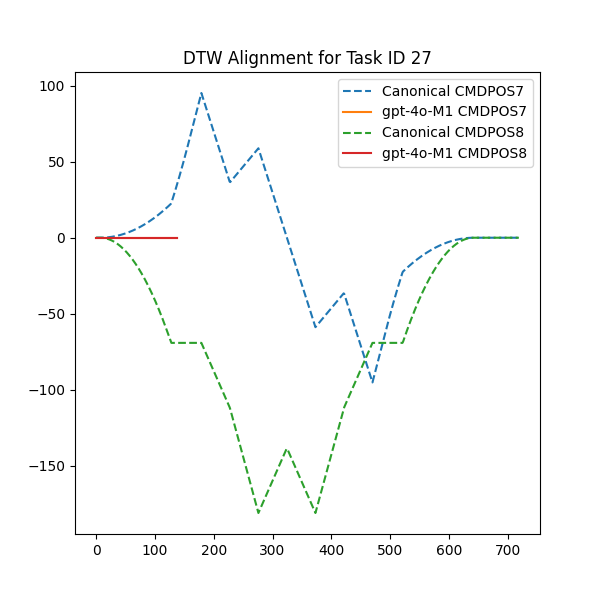 DTW Alignment for Task ID 27
Canonical CMDPOS7
gpt-4o-M1 CMDPOS7
Canonical CMDPOS8
gpt-4o-M1 CMDPOS8
100
50
0
−50
−100
−150
0 100 200 300 400 500 600 700